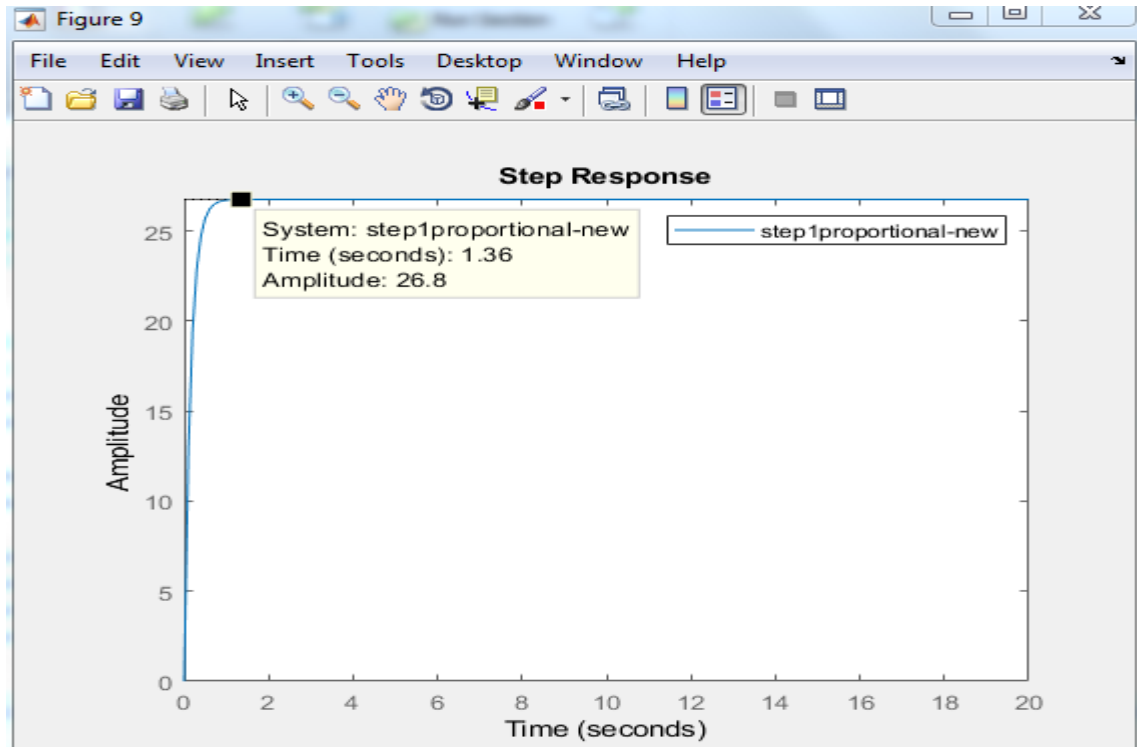 Figure 9
File Edit View Insert Tools Desktop Window Help
Step Response
System: step1proportional-new
Time (seconds): 1.36
Amplitude: 26.8
step1proportional-new
25
20
15
10
5
0
Amplitude
0 2 4 6 8 10 12 14 16 18 20
Time (seconds)